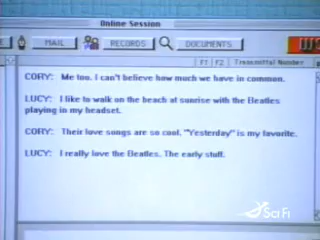 Online Session
MAIL
RECORDS
DOCUMENTS
F1 F2 Transmittal Number
CORY: Me too. I can't believe how much we have in common.
LUCY: I like to walk on the beach at sunrise with the Beatles
playing in my headset.
CORY: Their love songs are so cool. "Yesterday" is my favorite.
LUCY: I really love the Beatles. The early stuff.
SciFi